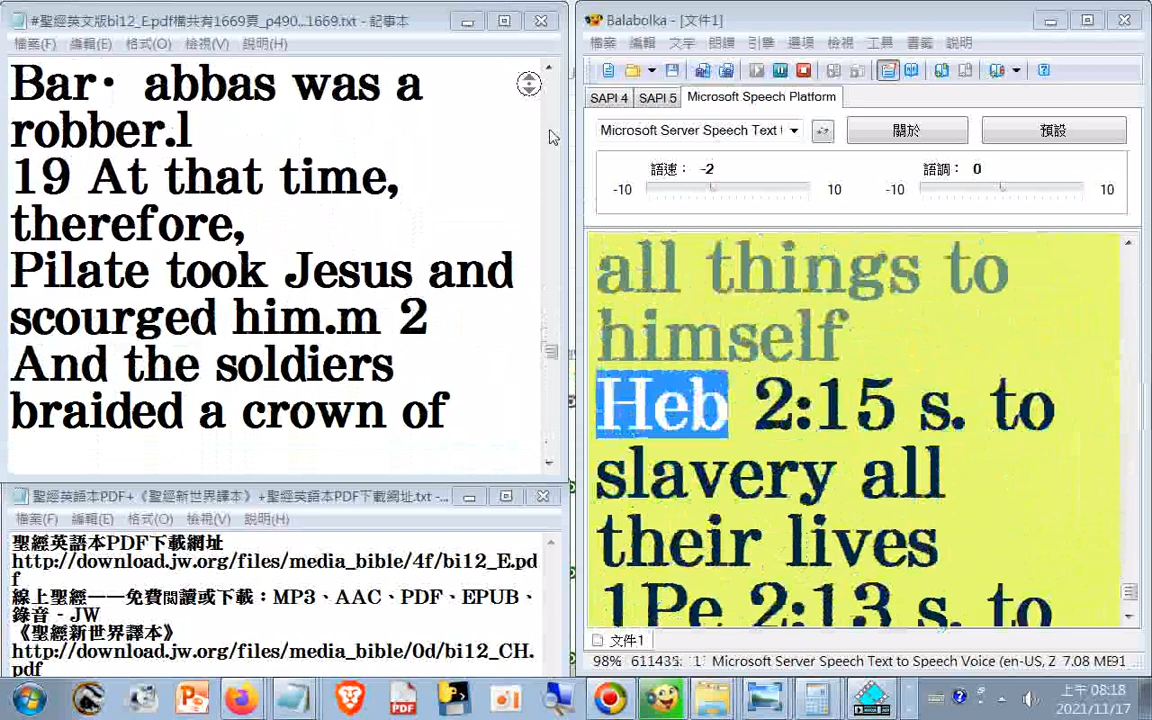 #聖經英文版bi12_E.pdf檔共有1669頁_p490...1669.txt - 記事本
檔案(F) 編輯(E) 格式(O) 檢視(V) 說明(H)
Bar· abbas was a
robber.l
19 At that time,
therefore,
Pilate took Jesus and
scourged him.m 2
And the soldiers
braided a crown of
聖經英語本PDF+《聖經新世界譯本》+聖經英語本PDF下載網址.txt - ...
檔案(F) 編輯(E) 格式(O) 檢視(V) 說明(H)
聖經英語本PDF下載網址
http://download.jw.org/files/media_bible/4f/bi12_E.pd
f
線上聖經——免費閱讀或下載：MP3、AAC、PDF、EPUB、
錄音 - JW
《聖經新世界譯本》
http://download.jw.org/files/media_bible/0d/bi12_CH.
pdf
Balabolka - [文件1]
檔案 編輯 文字 朗讀 引擎 選項 檢視 工具 書籤 說明
SAPI 4 SAPI 5 Microsoft Speech Platform
Microsoft Server Speech Text 關於 預設
語速： -2 語調： 0
-10 10 -10 10
all things to
himself
Heb 2:15 s. to
slavery all
their lives
1Pe 2:13 s. to
文件1
98% Microsoft Server Speech Text to Speech Voice (en-US, Z 7.08 ME
上午 08:18
2021/11/17